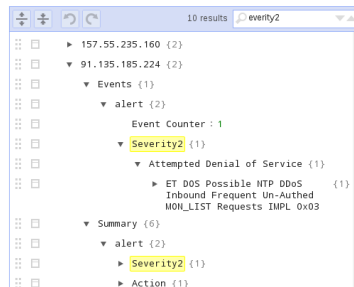 10 results everity2
157.55.235.160 {2}
91.135.185.224 {2}
Events {1}
alert {2}
Event Counter : 1
Severity2 {1}
Attempted Denial of Service {1}
ET DOS Possible NTP DDoS {1}
Inbound Frequent Un-Authed
MON_LIST Requests IMPL 0x03
Summary {6}
alert {2}
Severity2 {1}
Action {1}